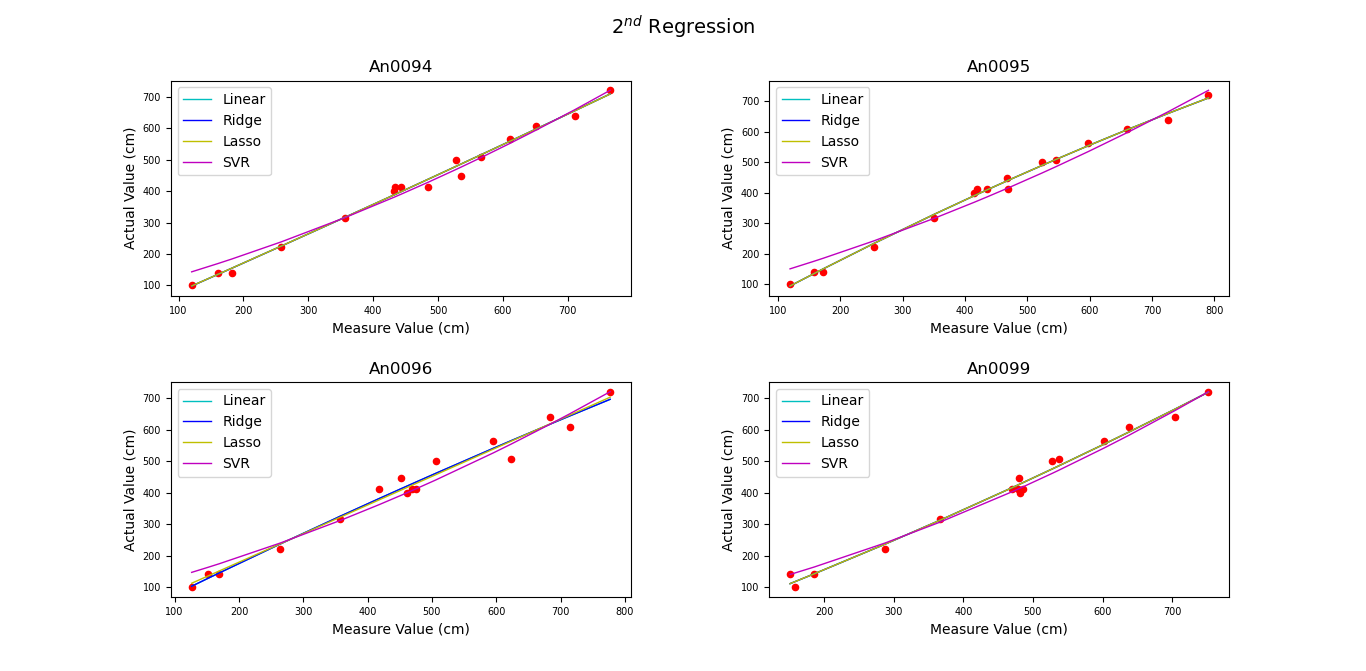 2nd Regression
An0094
Linear
Ridge
Lasso
SVR
Actual Value (cm)
700
600
500
400
300
200
100
100 200 300 400 500 600 700
Measure Value (cm)
An0095
Linear
Ridge
Lasso
SVR
Actual Value (cm)
700
600
500
400
300
200
100
100 200 300 400 500 600 700 800
Measure Value (cm)
An0096
Linear
Ridge
Lasso
SVR
Actual Value (cm)
700
600
500
400
300
200
100
100 200 300 400 500 600 700 800
Measure Value (cm)
An0099
Linear
Ridge
Lasso
SVR
Actual Value (cm)
700
600
500
400
300
200
100
200 300 400 500 600 700
Measure Value (cm)